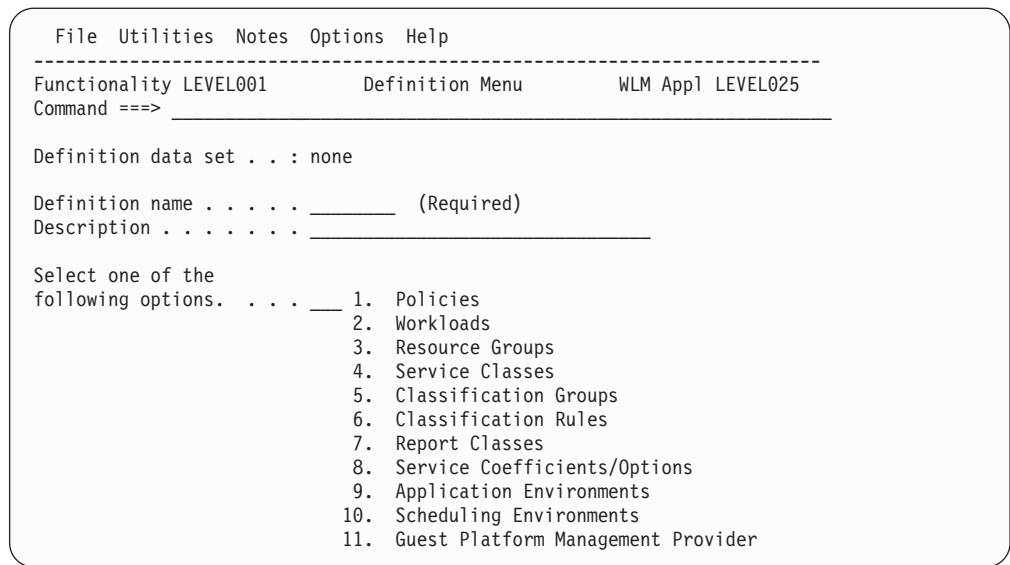 File Utilities Notes Options Help
--------------------------------------------------------------------------
Functionality LEVEL001 Definition Menu WLM Appl LEVEL025
Command ===> ______________________________________________________________
Definition data set . . : none
Definition name . . . . . ________ (Required)
Description . . . . . . . ________________________________
Select one of the
following options. . . . ___ 1. Policies
2. Workloads
3. Resource Groups
4. Service Classes
5. Classification Groups
6. Classification Rules
7. Report Classes
8. Service Coefficients/Options
9. Application Environments
10. Scheduling Environments
11. Guest Platform Management Provider